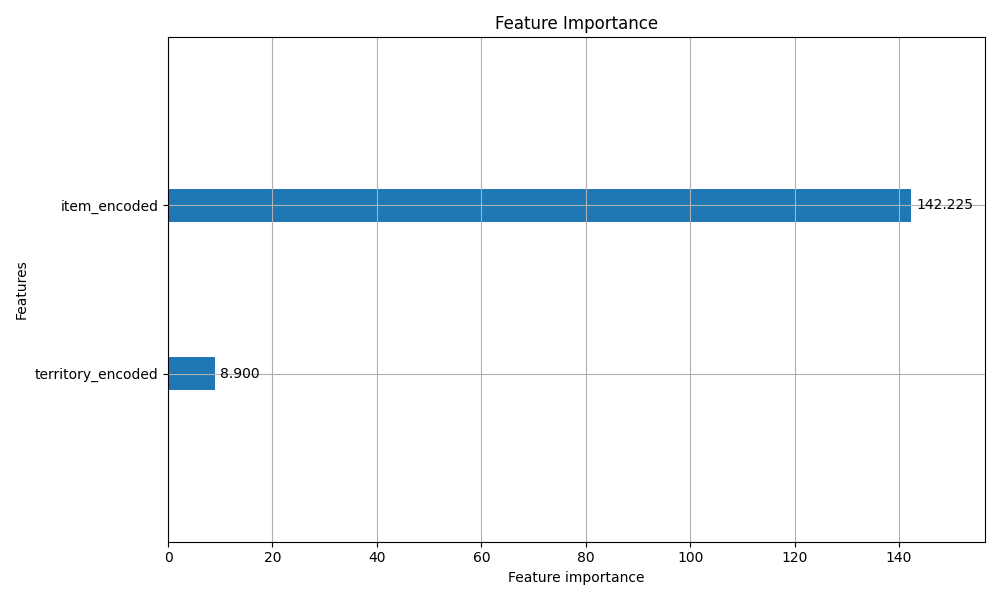 Feature Importance
Features
item_encoded
142.225
territory_encoded
8.900
0 20 40 60 80 100 120 140
Feature importance